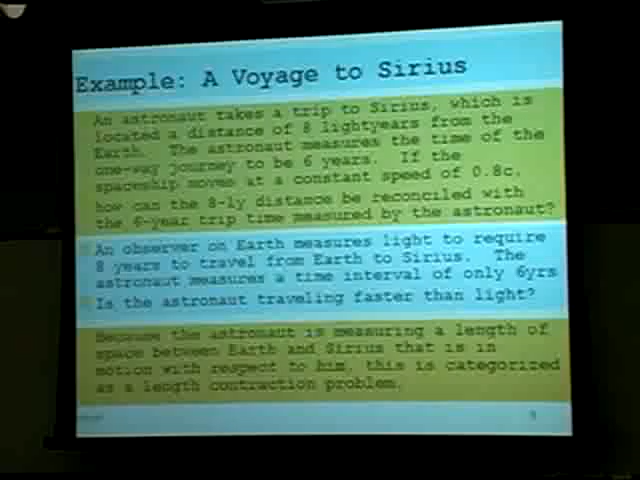 Example: A Voyage to Sirius
An astronaut takes a trip to Sirius, which is
located a distance of 8 lightyears from the
Earth. The astronaut measures the time of the
one-way journey to be 6 years. If the
spaceship moves at a constant speed of 0.8c,
how can the 8-ly distance be reconciled with
the 6-year trip time measured by the astronaut?
An observer on Earth measures light to require
8 years to travel from Earth to Sirius. The
astronaut measures a time interval of only 6yrs
Is the astronaut traveling faster than light?
Because the astronaut is measuring a length of
space between Earth and Sirius that is in
motion with respect to him, this is categorized
as a length contraction problem.